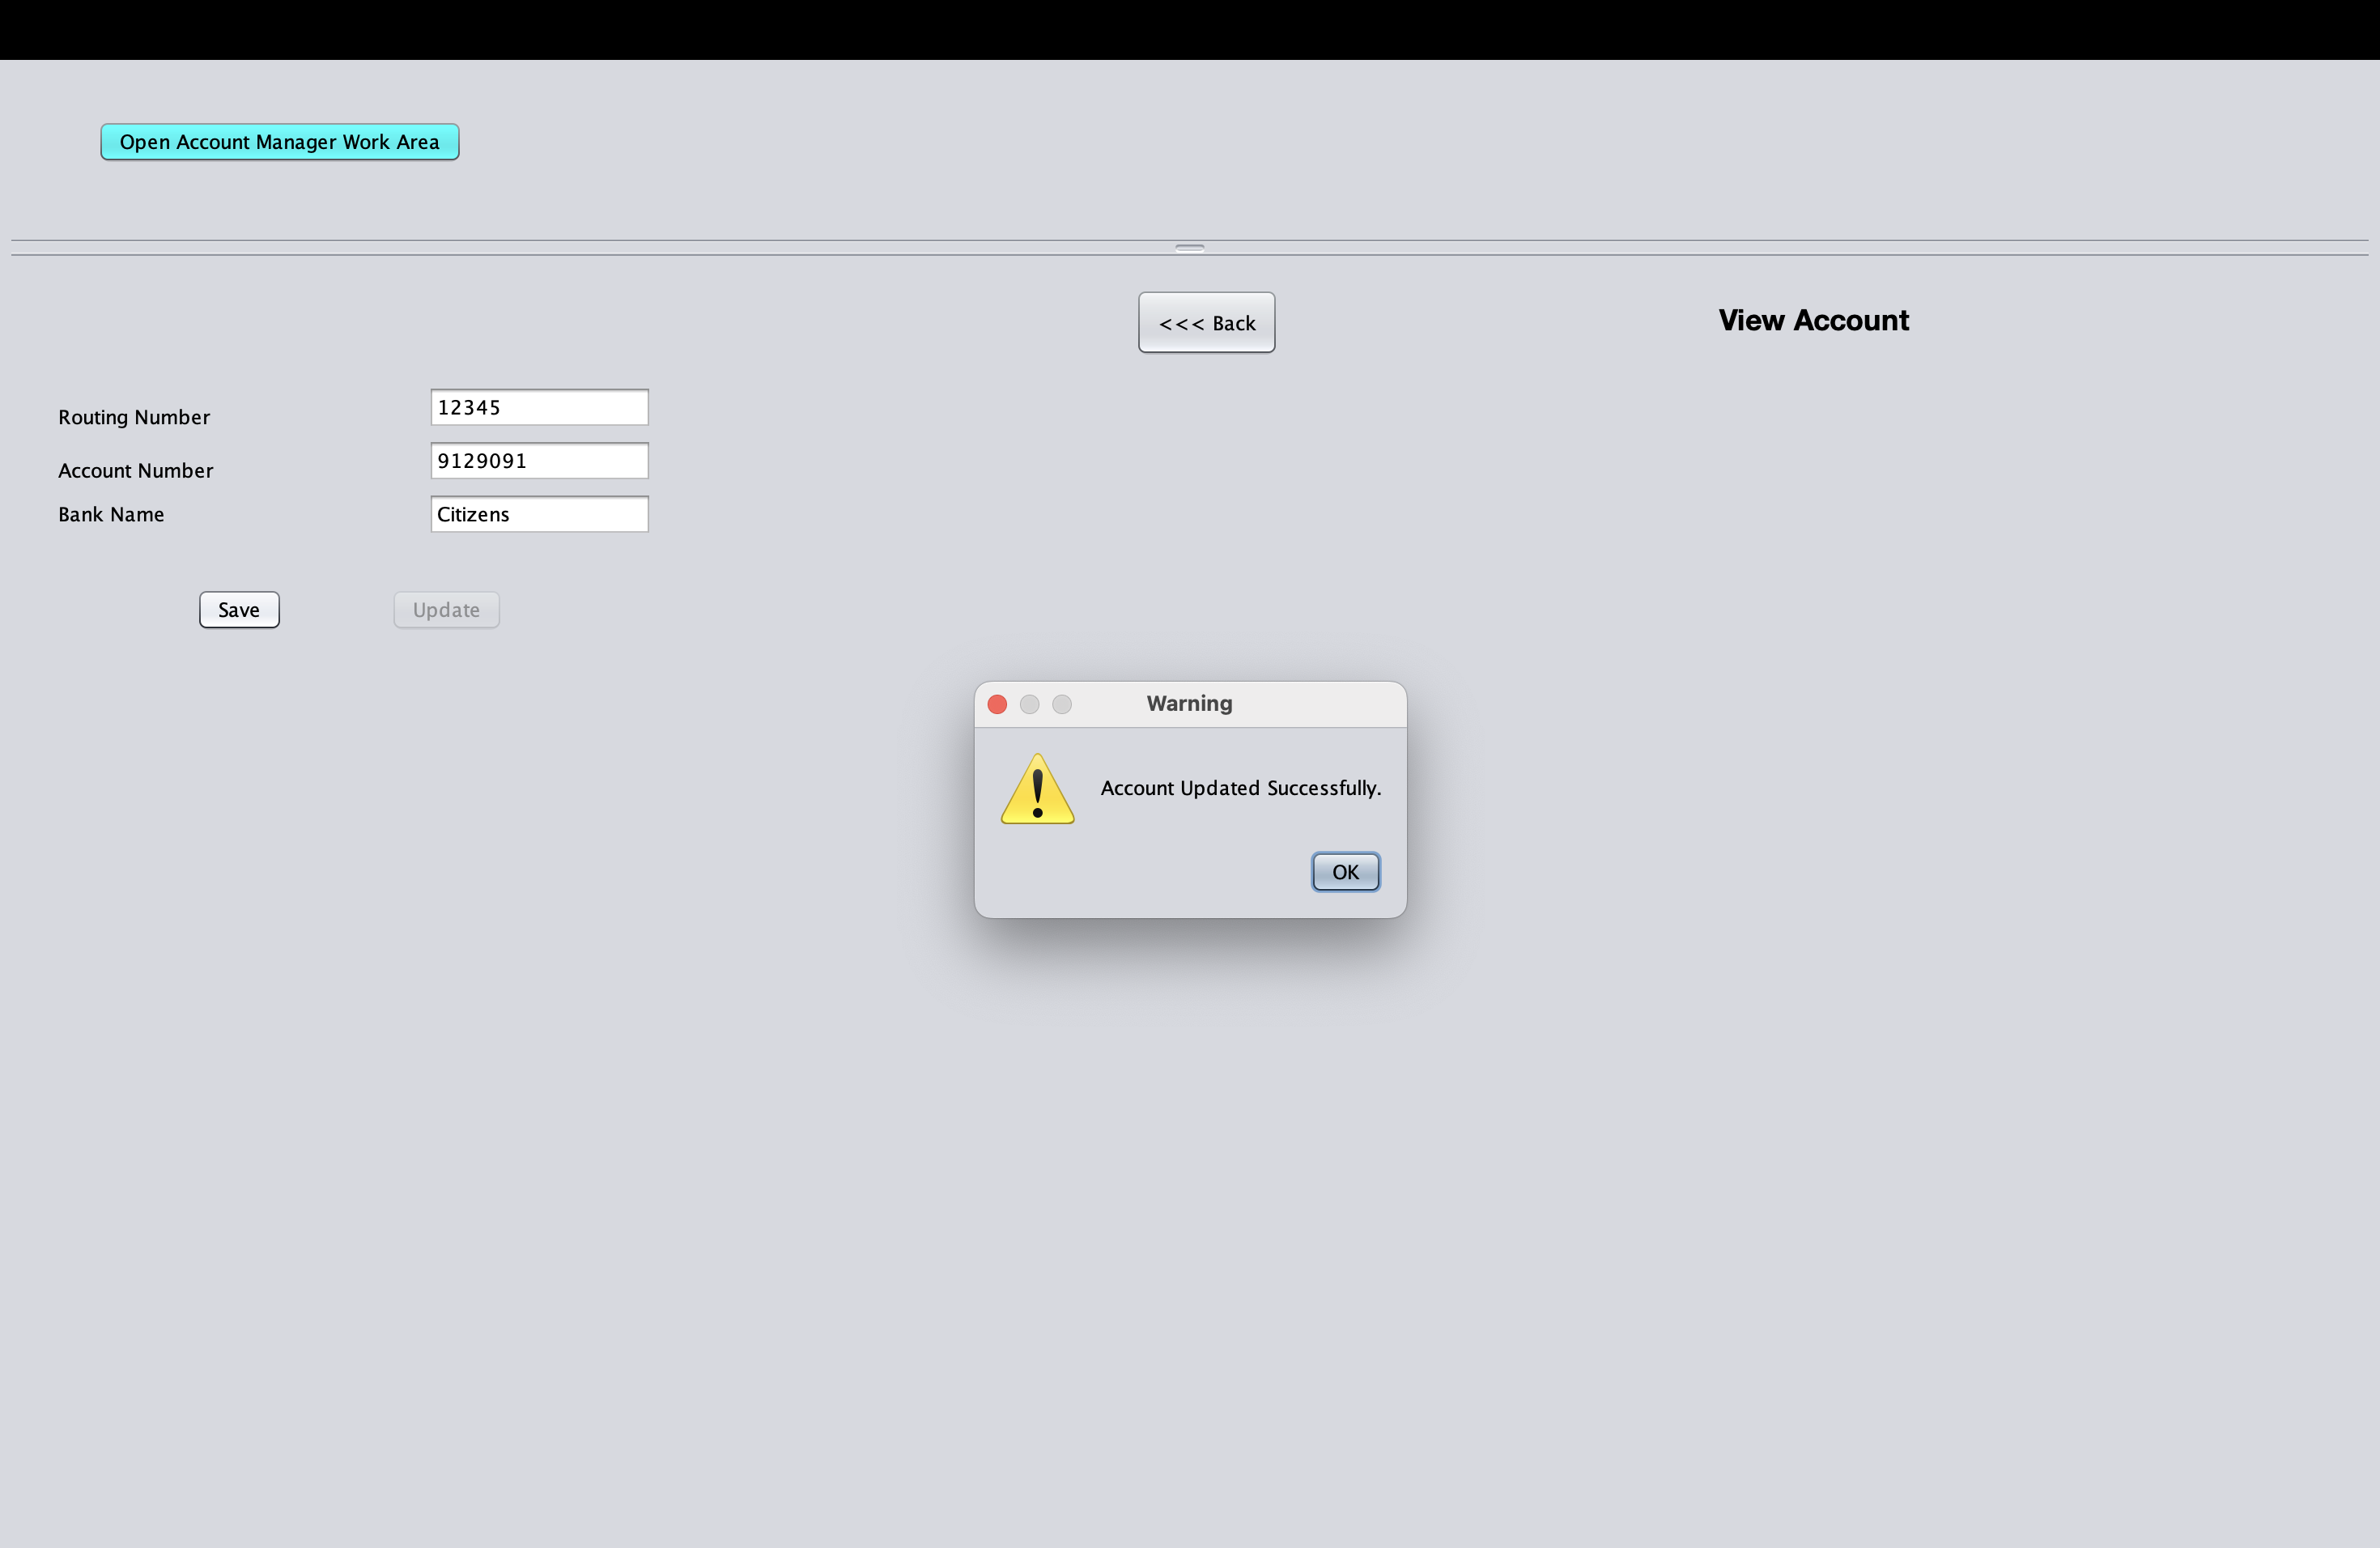 Open Account Manager Work Area
<<< Back
View Account
Routing Number
12345
Account Number
9129091
Bank Name
Citizens
Save
Update
Warning
Account Updated Successfully.
OK